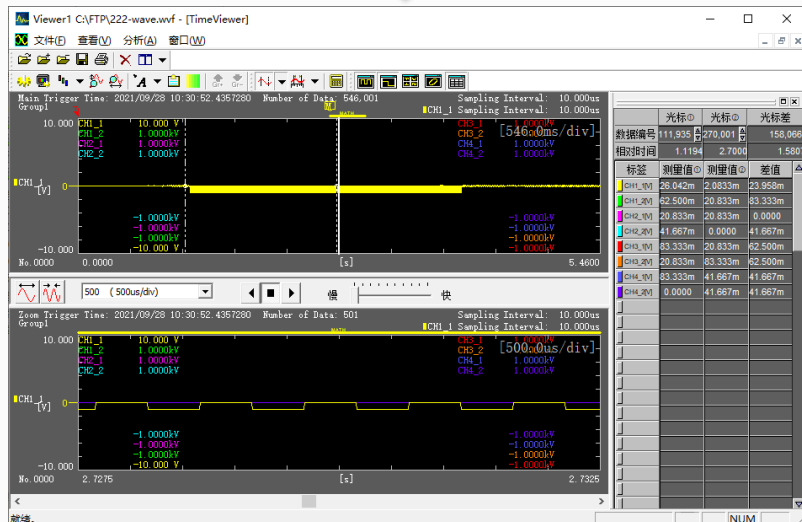 Viewer1 C:\FTP\222-wave.wvf - [TimeViewer]
文件(F) 查看(V) 分析(A) 窗口(W)
Main Trigger Time: 2021/09/28 10:30:52.4357280 Number of Data: 546,001 Sampling Interval: 10.000us
Group1 CH1_1 Sampling Interval: 10.000us
MATH
[546.0ms/div]
10.000 CH1_1 10.000 V CH3_1
CH1_2 1.0000kV CH3_2 1.0000kV
CH2_1 1.0000kV CH4_1 1.0000kV
CH2_2 1.0000kV CH4_2 1.0000kV
CH1_1 0
[V]
-1.0000kV -1.0000kV
-1.0000kV -1.0000kV
-1.0000kV -1.0000kV
-10.000 -10.000 V -1.0000kV
No.0000 0.0000 [s] 5.4600
500 (500us/div) 慢 快
Zoom Trigger Time: 2021/09/28 10:30:52.4357280 Number of Data: 501 Sampling Interval: 10.000us
Group1 CH1_1 Sampling Interval: 10.000us
MATH
[500.0us/div]
10.000 CH1_1 10.000 V CH3_1
CH1_2 1.0000kV CH3_2
CH2_1 1.0000kV CH4_1 1.0000kV
CH2_2 1.0000kV CH4_2 1.0000kV
CH1_1 0
[V]
-1.0000kV -1.0000kV
-1.0000kV -1.0000kV
-1.0000kV -1.0000kV
-10.000 -10.000 V -1.0000kV
No.0000 2.7275 [s] 2.7325
光标① 光标② 光标差
数据编号 111,935 270,001 158,066
相对时间 1.1194 2.7000 1.580
标签 测量值① 测量值② 差值
CH1_1[V] 26.042m 2.0833m 23.958m
CH1_2[V] 62.500m 20.833m 83.333m
CH2_1[V] 20.833m 20.833m 0.0000
CH2_2[V] 41.667m 0.0000 41.667m
CH3_1[V] 83.333m 20.833m 62.500m
CH3_2[V] 20.833m 83.333m 62.500m
CH4_1[V] 83.333m 41.667m 41.667m
CH4_2[V] 0.0000 41.667m 41.667m
就绪。 NUM